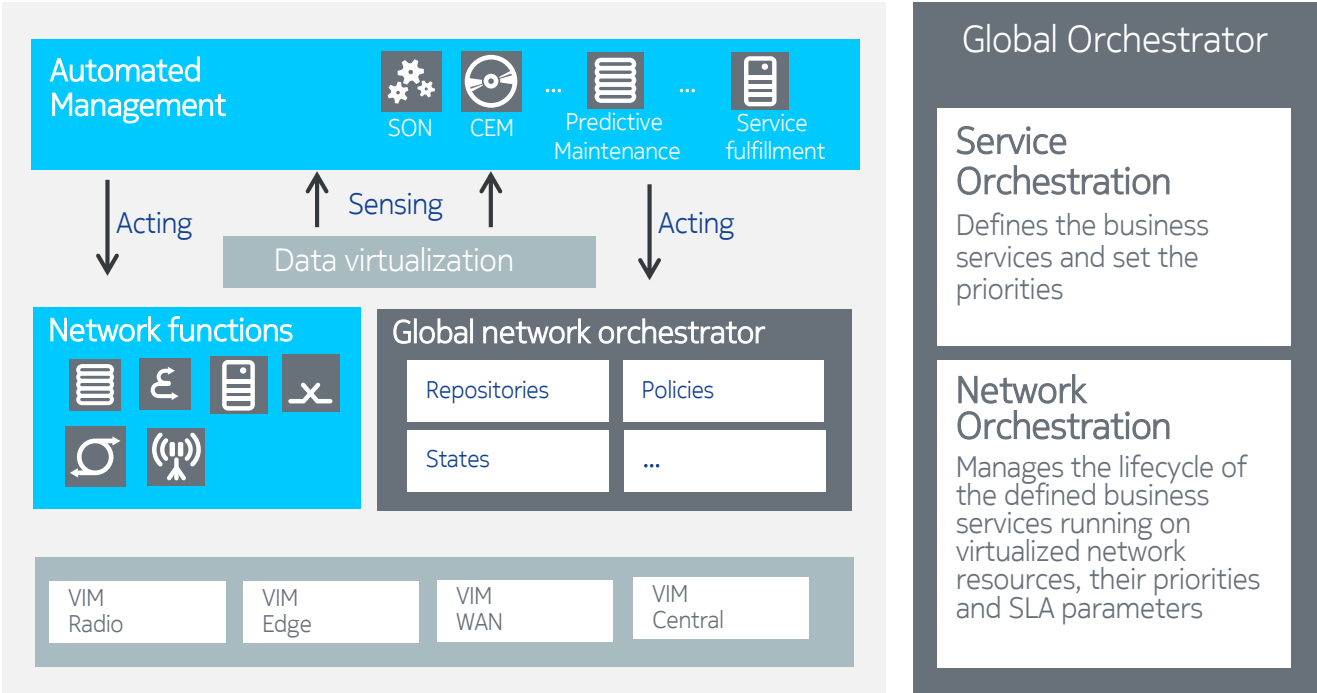 Automated
Management
SON
CEM
...
Predictive
Maintenance
...
Service
fulfillment
Acting
Sensing
Acting
Data virtualization
Network functions
Global network orchestrator
Repositories
Policies
States
...
VIM
Radio
VIM
Edge
VIM
WAN
VIM
Central
Global Orchestrator
Service
Orchestration
Defines the business
services and set the
priorities
Network
Orchestration
Manages the lifecycle of
the defined business
services running on
virtualized network
resources, their priorities
and SLA parameters